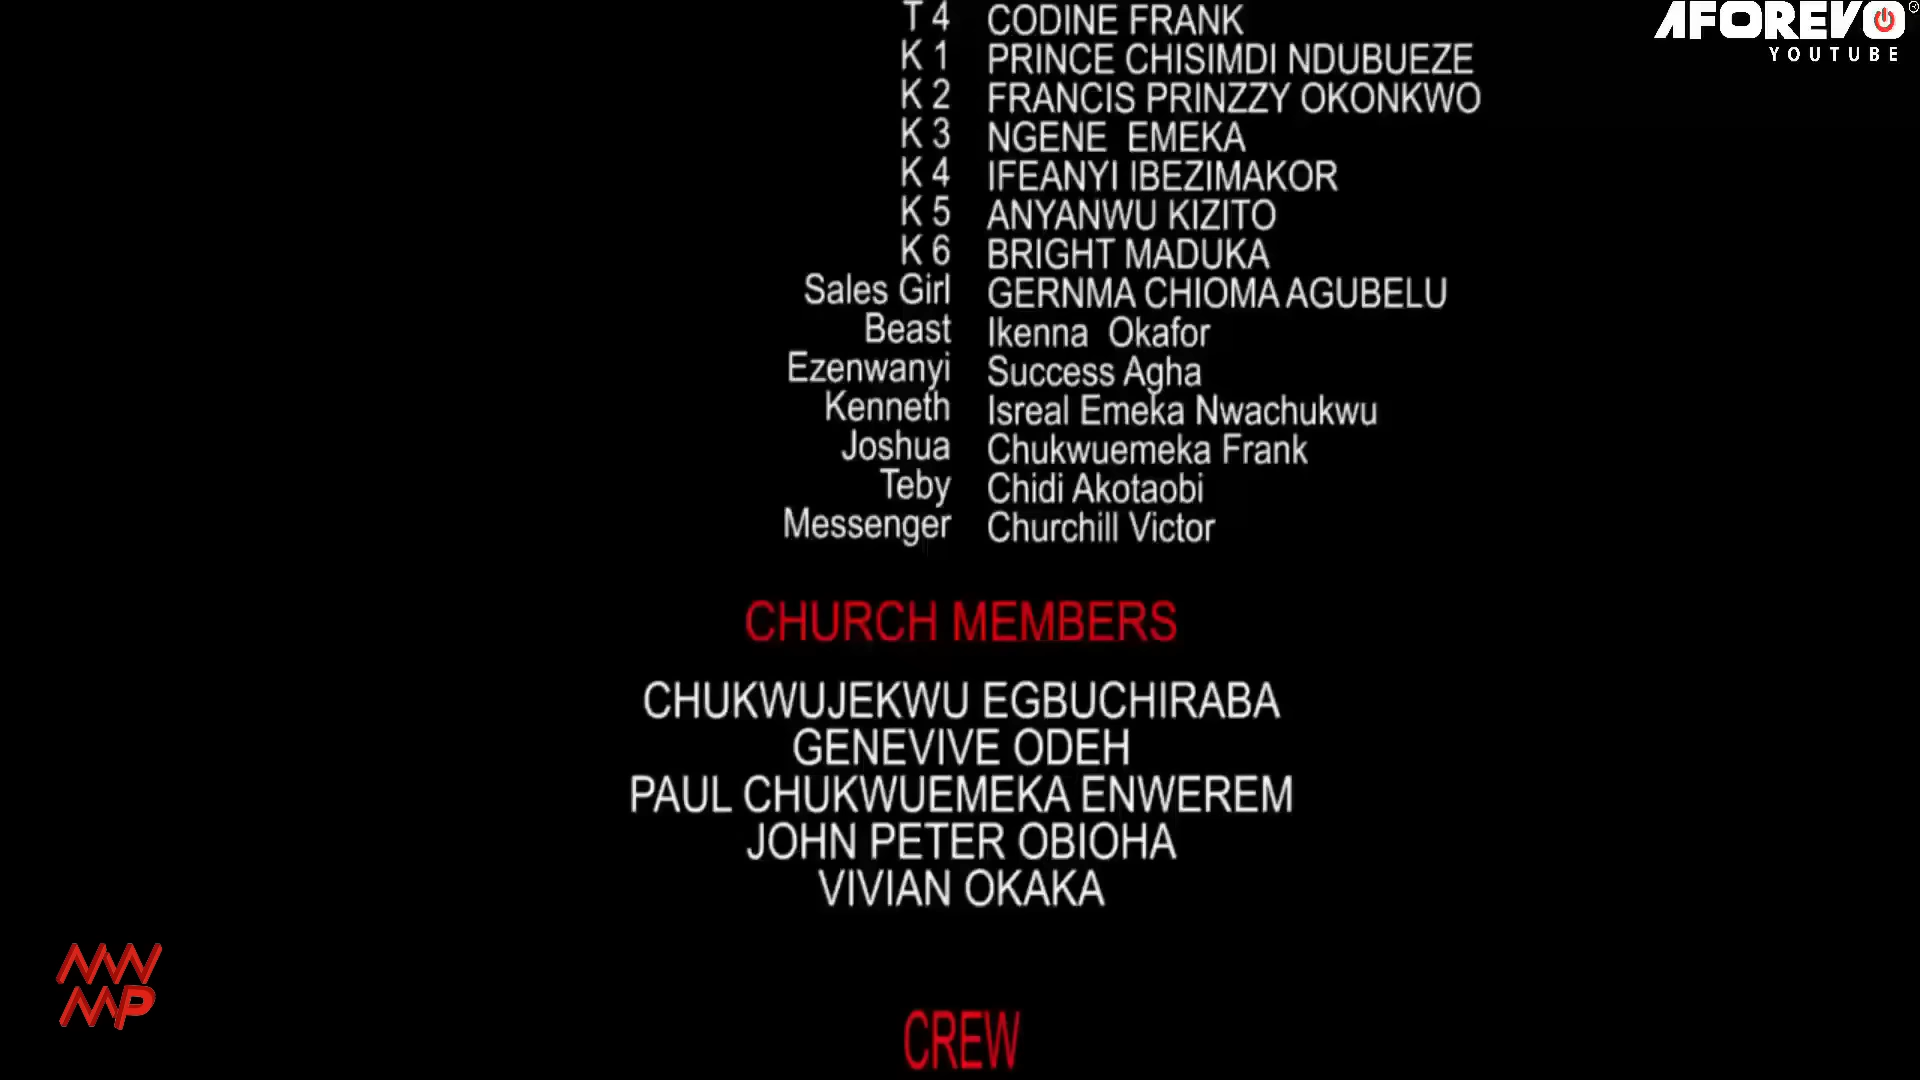 AFOREVO
YOUTUBE
T 4 CODINE FRANK
K 1 PRINCE CHISIMDI NDUBUEZE
K 2 FRANCIS PRINZZY OKONKWO
K 3 NGENE EMEKA
K 4 IFEANYI IBEZIMAKOR
K 5 ANYANWU KIZITO
K 6 BRIGHT MADUKA
Sales Girl GERNMA CHIOMA AGUBELU
Beast Ikenna Okafor
Ezenwanyi Success Agha
Kenneth Isreal Emeka Nwachukwu
Joshua Chukwuemeka Frank
Teby Chidi Akotaobi
Messenger Churchill Victor
CHURCH MEMBERS
CHUKWUJEKWU EGBUCHIRABA
GENEVIVE ODEH
PAUL CHUKWUEMEKA ENWEREM
JOHN PETER OBIOHA
VIVIAN OKAKA
NW
MP
CREW